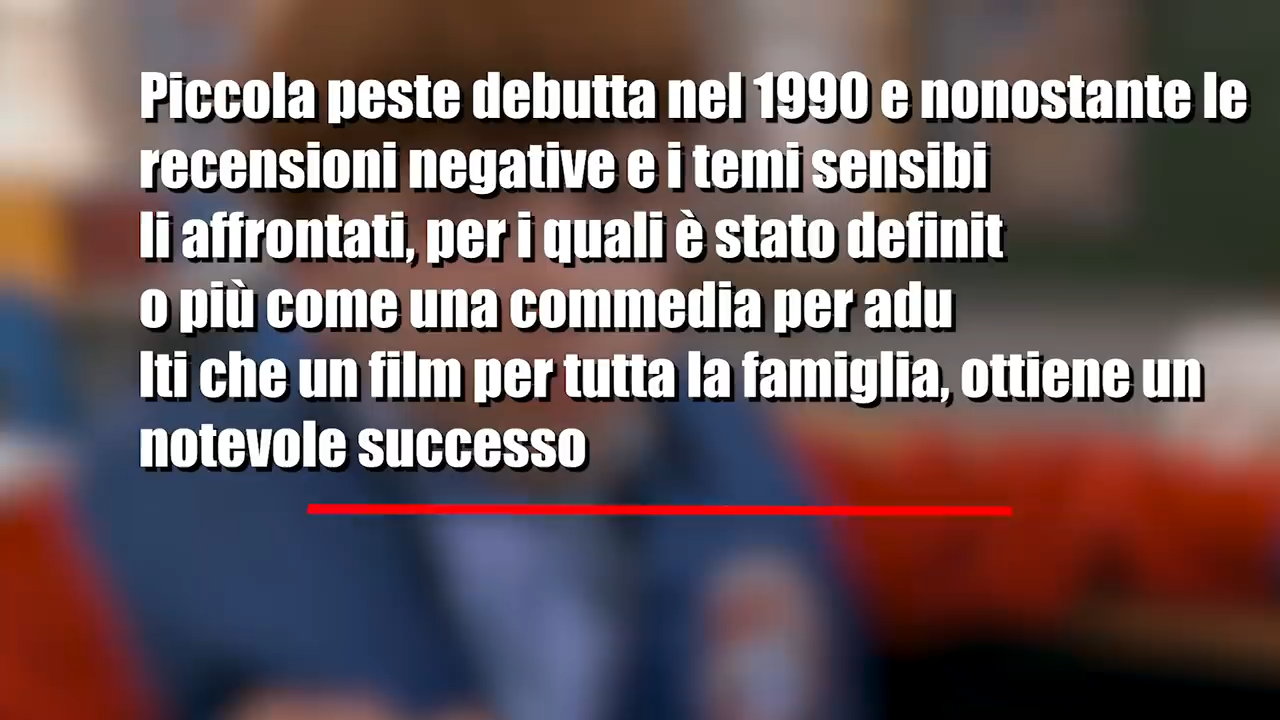 Piccola peste debutta nel 1990 e nonostante le
recensioni negative e i temi sensibi
li affrontati, per i quali è stato definit
o più come una commedia per adu
lti che un film per tutta la famiglia, ottiene un
notevole successo